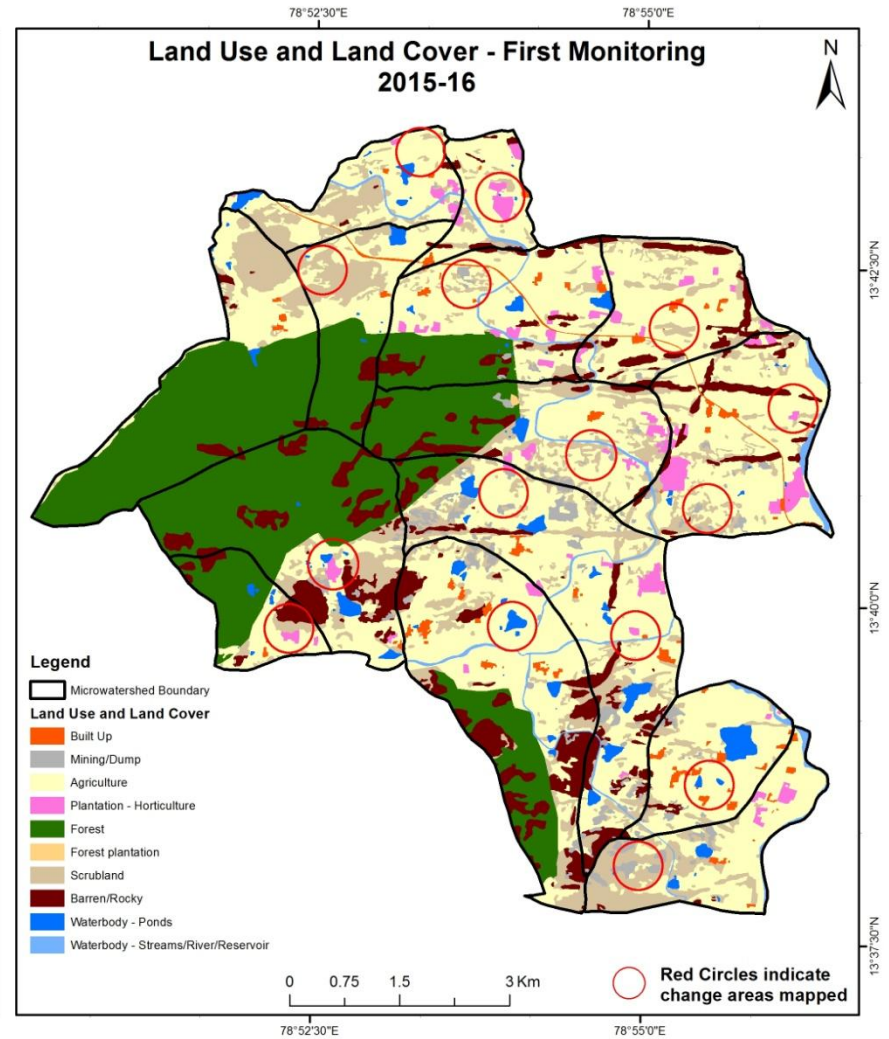 78°52'30"E
78°55'0"E
Land Use and Land Cover - First Monitoring
2015-16
N
13°42'30"N
13°40'0"N
13°37'30"N
Legend
Microwatershed Boundary
Land Use and Land Cover
Built Up
Mining/Dump
Agriculture
Plantation - Horticulture
Forest
Forest plantation
Scrubland
Barren/Rocky
Waterbody - Ponds
Waterbody - Streams/River/Reservoir
0 0.75 1.5 3 Km
Red Circles indicate
change areas mapped
78°52'30"E
78°55'0"E